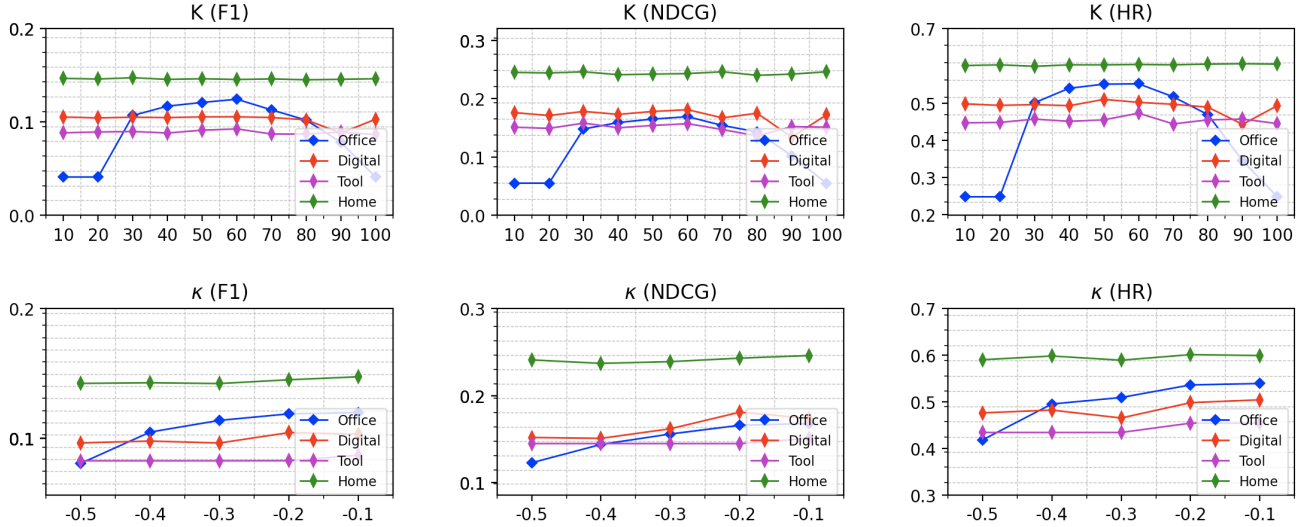 K (F1)
0.2
0.1
0.0
10 20 30 40 50 60 70 80 90 100
Office
Digital
Tool
Home
K (NDCG)
0.3
0.2
0.1
0.0
10 20 30 40 50 60 70 80 90 100
Office
Digital
Tool
Home
K (HR)
0.7
0.5
0.4
0.3
0.2
10 20 30 40 50 60 70 80 90 100
Office
Digital
Tool
Home
κ (F1)
0.2
0.1
-0.5 -0.4 -0.3 -0.2 -0.1
Office
Digital
Tool
Home
κ (NDCG)
0.3
0.2
0.1
-0.5 -0.4 -0.3 -0.2 -0.1
Office
Digital
Tool
Home
κ (HR)
0.7
0.6
0.5
0.4
0.3
-0.5 -0.4 -0.3 -0.2 -0.1
Office
Digital
Tool
Home